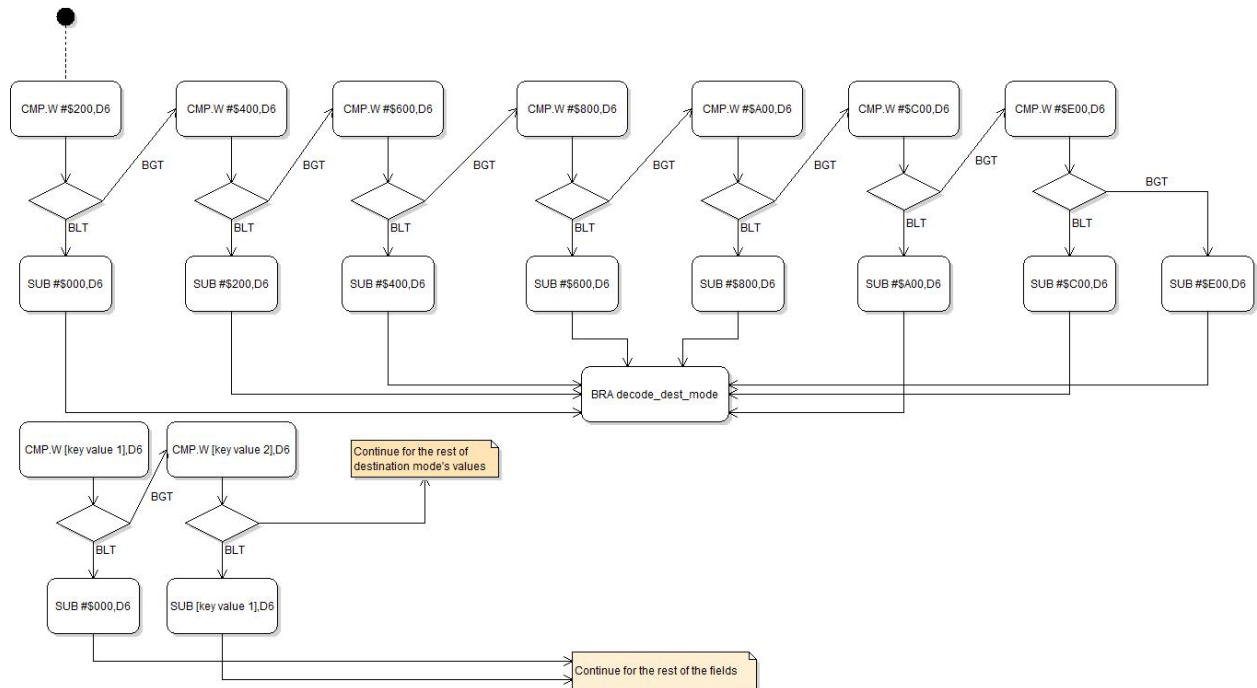 CMP.W #$200,D6
CMP.W #$400,D6
CMP.W #$600,D6
CMP.W #$800,D6
CMP.W #$A00,D6
CMP.W #$C00,D6
CMP.W #$E00,D6
BGT
BGT
BGT
BGT
BGT
BGT
BGT
BLT
BLT
BLT
BLT
BLT
BLT
BLT
SUB #$000,D6
SUB #$200,D6
SUB #$400,D6
SUB #$600,D6
SUB #$800,D6
SUB #$A00,D6
SUB #$C00,D6
SUB #$E00,D6
BRA decode_dest_mode
CMP.W [key value 1],D6
CMP.W [key value 2],D6
Continue for the rest of
destination mode's values
BGT
BLT
BLT
SUB #$000,D6
SUB [key value 1],D6
Continue for the rest of the fields